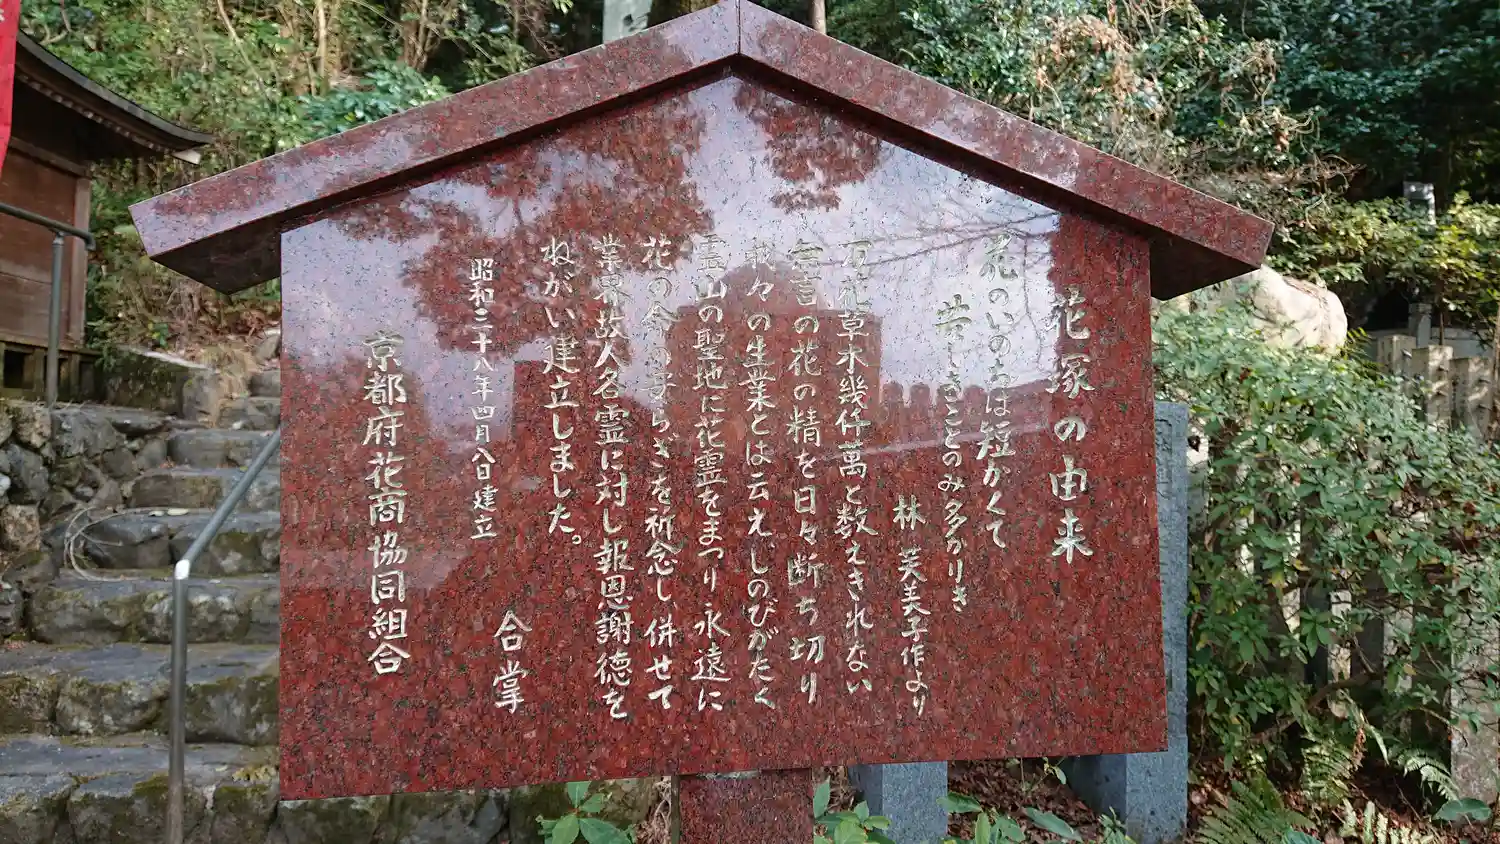 花塚の由来
花のいのちは短かくて
苦しきことのみ多かりき
林芙美子作より
万花草木幾仟萬と数えきれない
無言の花の精を日々断ち切り
我々の生業とは云えしのびがたく
霊山の聖地に花霊をまつり永遠に
花の命の安らぎを祈念し併せて
業界故人名霊に対し報恩謝徳を
ねがい建立しました。
合掌
昭和三十八年四月八日建立
京都府花商協同組合